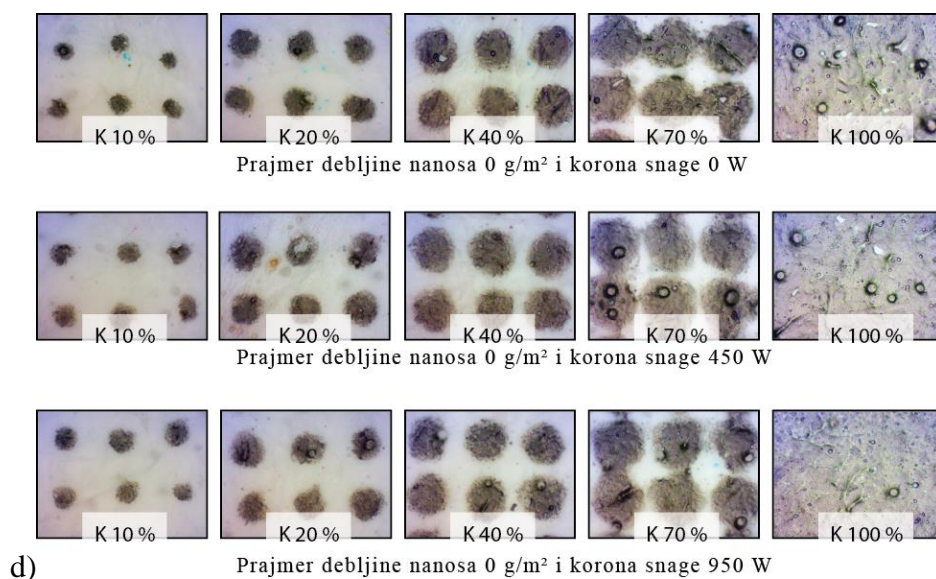 K 10 % K 20 % K 40 % K 70 % K 100 %
Prajmer debljine nanosa 0 g/m² i korona snage 0 W
K 10 % K 20 % K 40 % K 70 % K 100 %
Prajmer debljine nanosa 0 g/m² i korona snage 450 W
K 10 % K 20 % K 40 % K 70 % K 100 %
d) Prajmer debljine nanosa 0 g/m² i korona snage 950 W